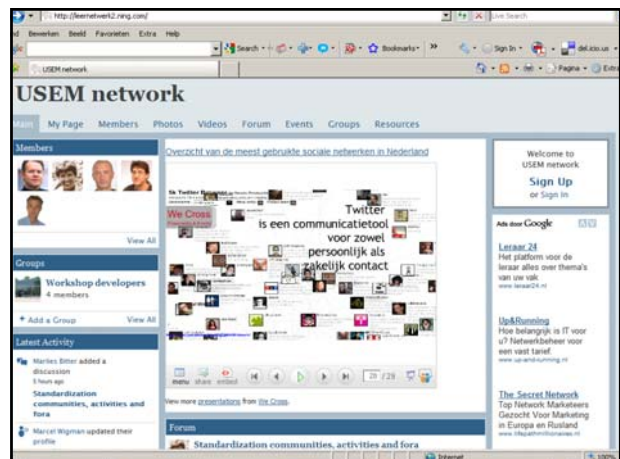 http://leernetwerk2.ning.com/
Live Search
Bewerken Beeld Favorieten Extra Help
Search
Bookmarks
Sign In
del.icio.us
USEM network
Pagina
Extra
USEM network
Main My Page Members Photos Videos Forum Events Groups Resources
Members
View All
Groups
Workshop developers
4 members
+ Add a Group View All
Latest Activity
Marlies Bitter added a
discussion
5 hours ago
Standardization
communities, activities and
fora
Marcel Wigman updated their
profile
Overzicht van de meest gebruikte sociale netwerken in Nederland
We Cross
Twitter
is een communicatietool
voor zowel
persoonlijk als
zakelijk contact
menu share embed
/ 29
View more presentations from We Cross.
Forum
Standardization communities, activities and fora
Welcome to
USEM network
Sign Up
or Sign In
Ads door Google
Leraar 24
Het platform voor de
leraar alles over thema's
van uw vak
www.leraar24.nl
Up&Running
Hoe belangrijk is IT voor
u? Netwerkbeheer voor
een vast tarief.
www.up-and-running.nl
The Secret Network
Top Network Marketeers
Gezocht Voor Marketing
in Europa en Rusland
www.lifepathmillionaires.nl
Internet
100%